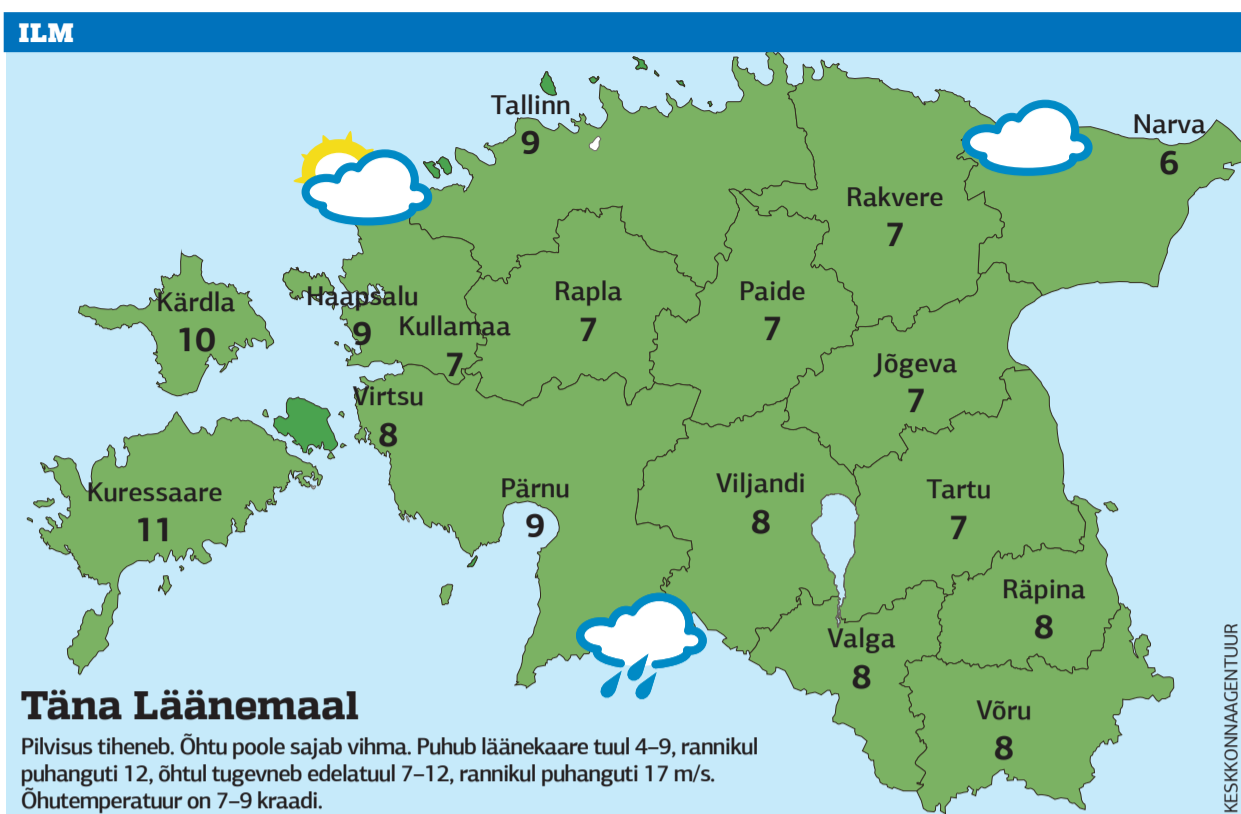 ILM
Tallinn
9
Narva
6
Rakvere
7
Kärdla
10
Haapsalu
9
Kullamaa
7
Rapla
7
Paide
7
Jõgeva
7
Virtsu
8
Kuressaare
11
Pärnu
9
Viljandi
8
Tartu
7
Räpina
8
Valga
8
Võru
8
Täna Läänemaal
Pilvisus tiheneb. Õhtu poole sajab vihma. Puhub läänekaare tuul 4–9, rannikul
puhanguti 12, õhtul tugevneb edelatuul 7–12, rannikul puhanguti 17 m/s.
Õhutemperatuur on 7–9 kraadi.
KESKKONNAAGENTUUR